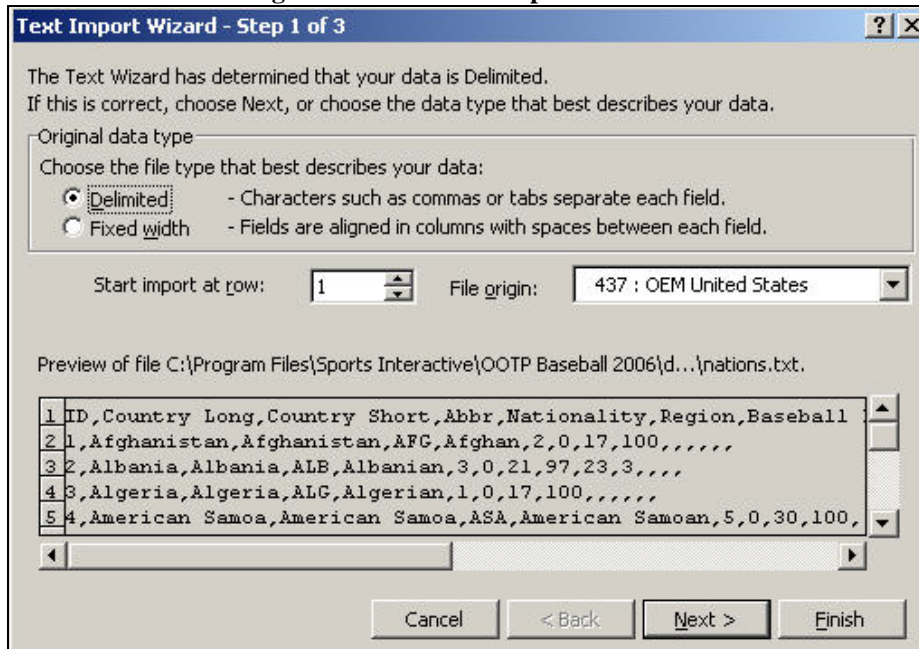 Text Import Wizard - Step 1 of 3
The Text Wizard has determined that your data is Delimited.
If this is correct, choose Next, or choose the data type that best describes your data.
Original data type
Choose the file type that best describes your data:
Delimited - Characters such as commas or tabs separate each field.
Fixed width - Fields are aligned in columns with spaces between each field.
Start import at row: 1 File origin: 437 : OEM United States
Preview of file C:\Program Files\Sports Interactive\OOTP Baseball 2006\d...\nations.txt.
1 ID,Country Long,Country Short,Abbr,Nationality,Region,Baseball
2 1,Afghanistan,Afghanistan,AFG,Afghan,2,0,17,100,,,,,,
3 2,Albania,Albania,ALB,Albanian,3,0,21,97,23,3,,,,
4 3,Algeria,Algeria,ALG,Algerian,1,0,17,100,,,,,,
5 4,American Samoa,American Samoa,ASA,American Samoan,5,0,30,100,
Cancel < Back Next > Finish